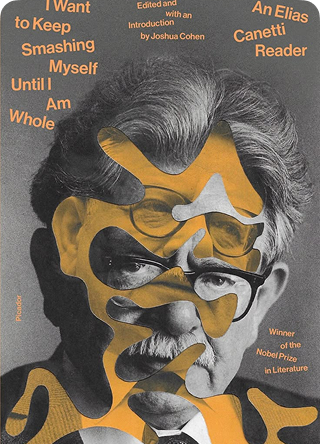 I Want
to Keep
Smashing
Myself
Until I
Am
Whole
Edited and
with an
Introduction
by Joshua Cohen
An Elias
Canetti
Reader
Picador
Winner
of the
Nobel Prize
in Literature